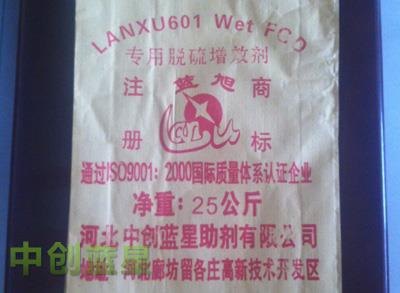 LANXU601 Wet FGD
专用脱硫增效剂
注 蓝旭 商
册 LanXu 标
通过ISO9001：2000国际质量体系认证企业
净重：25公斤
河北中创蓝星助剂有限公司
地址：河北廊坊留各庄高新技术开发区
中创蓝星